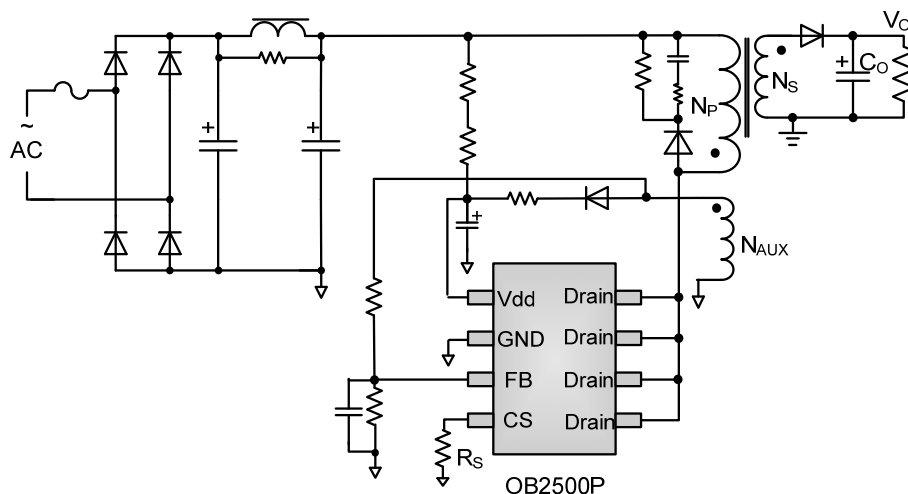 V_O
+
C_O
N_S
N_P
~
AC
+
+
+
N_AUX
Vdd
Drain
GND
Drain
FB
Drain
CS
Drain
R_S
OB2500P